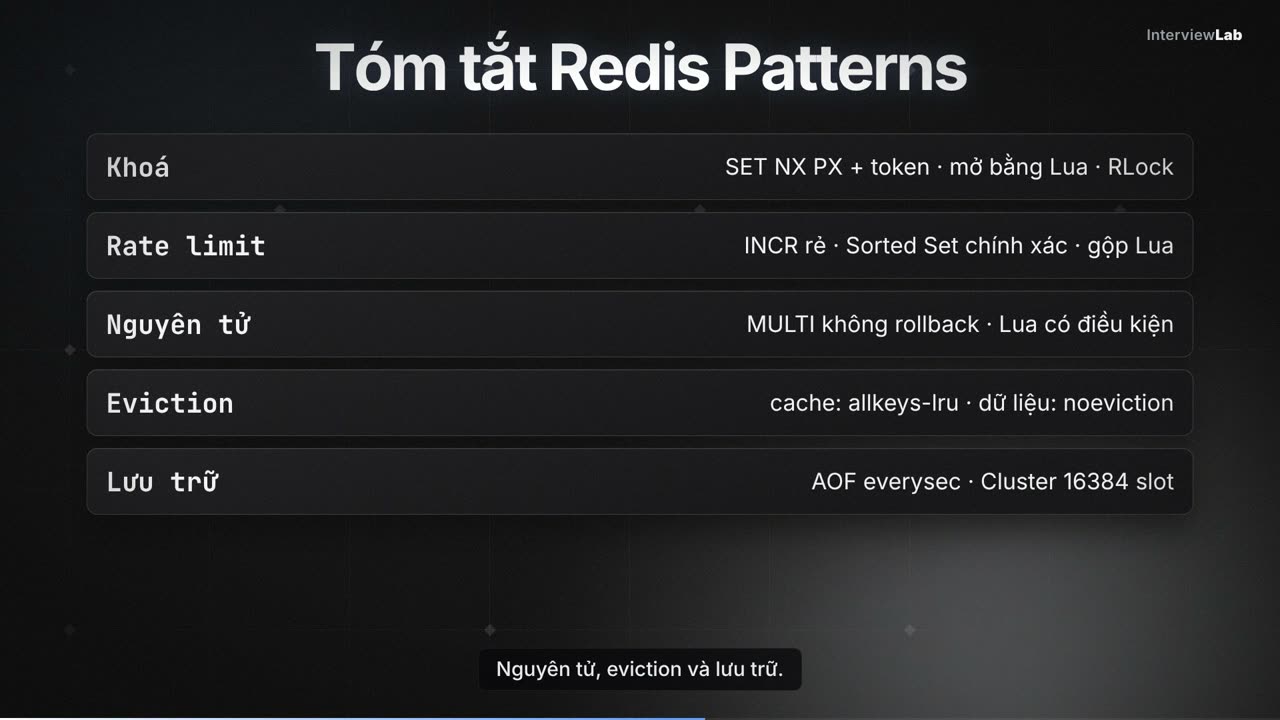 InterviewLab
Tóm tắt Redis Patterns
Khoá
SET NX PX + token · mở bằng Lua · RLock
Rate limit
INCR rẻ · Sorted Set chính xác · gộp Lua
Nguyên tử
MULTI không rollback · Lua có điều kiện
Eviction
cache: allkeys-lru · dữ liệu: noeviction
Lưu trữ
AOF everysec · Cluster 16384 slot
Nguyên tử, eviction và lưu trữ.